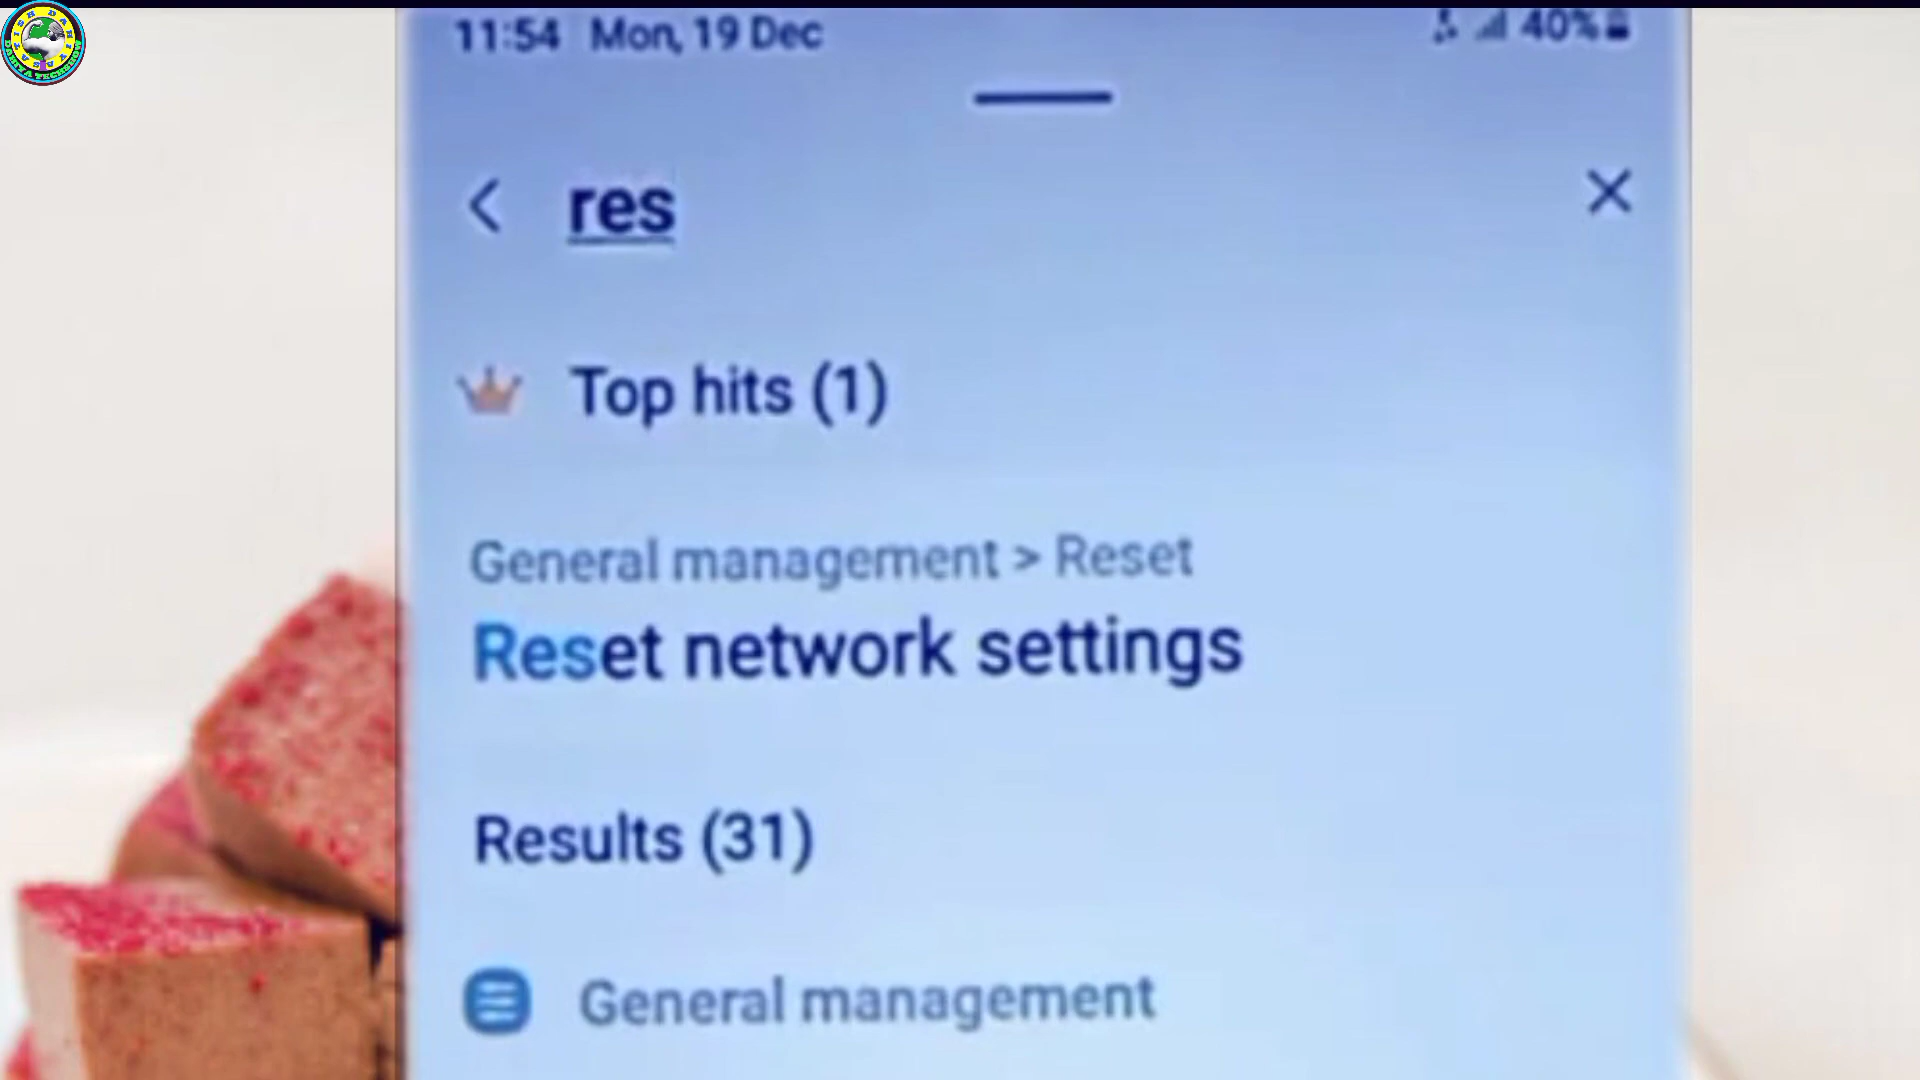 11:54 Mon, 19 Dec 40%
res
Top hits (1)
General management > Reset
Reset network settings
Results (31)
General management